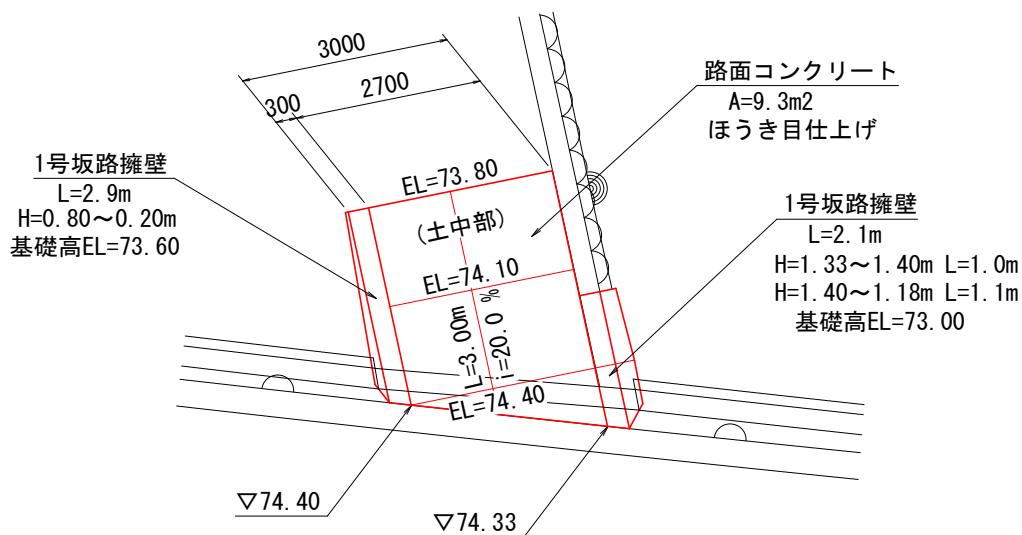 3000
2700
300
路面コンクリート
A=9.3m2
ほうき目仕上げ
1号坂路擁壁
L=2.9m
H=0.80～0.20m
基礎高EL=73.60
EL=73.80
(土中部)
1号坂路擁壁
L=2.1m
H=1.33～1.40m L=1.0m
H=1.40～1.18m L=1.1m
基礎高EL=73.00
EL=74.10
L=3.00m
i=20.0 %
EL=74.40
▽74.40
▽74.33